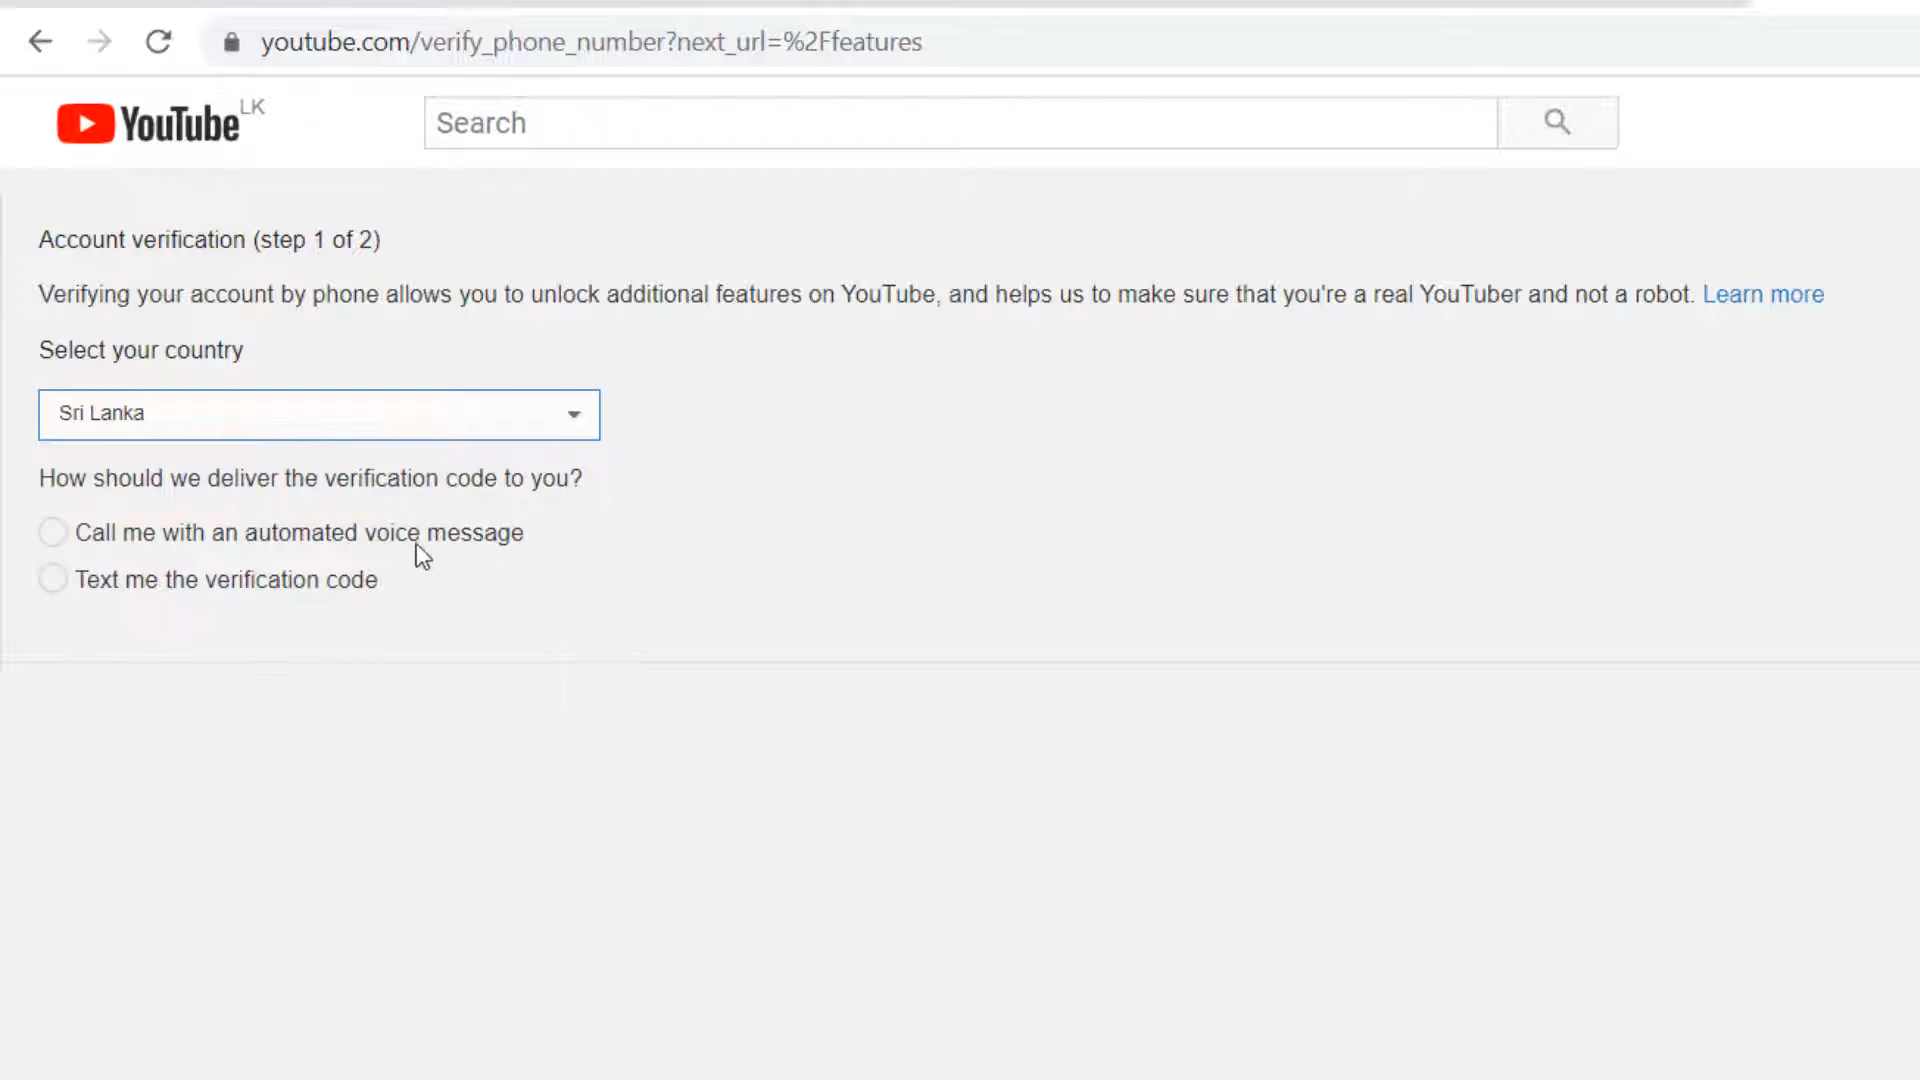 youtube.com/verify_phone_number?next_url=%2Ffeatures
YouTube LK
Search
Account verification (step 1 of 2)
Verifying your account by phone allows you to unlock additional features on YouTube, and helps us to make sure that you're a real YouTuber and not a robot. Learn more
Select your country
Sri Lanka
How should we deliver the verification code to you?
Call me with an automated voice message
Text me the verification code